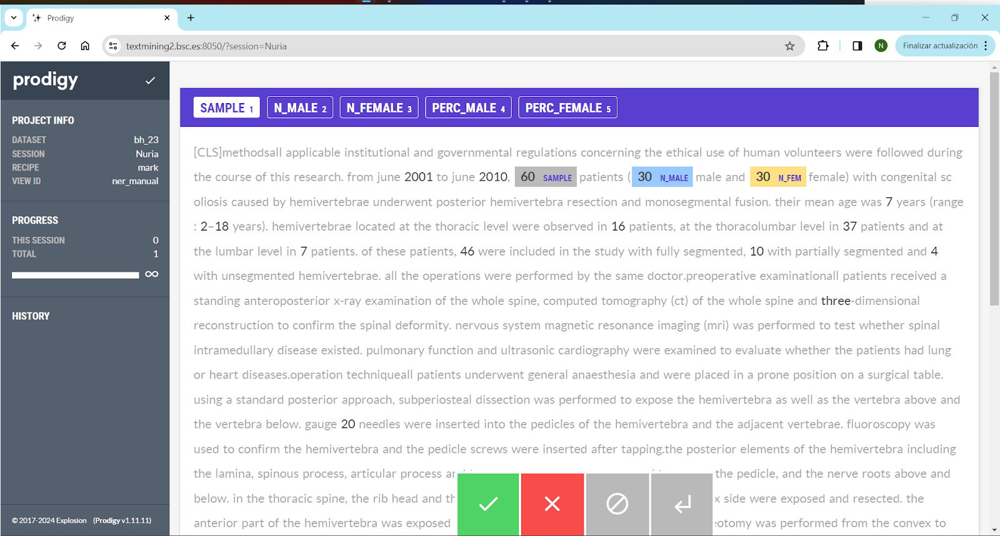 Prodigy
textmining2.bsc.es:8050/?session=Nuria
N
Finalizar actualización
prodigy
PROJECT INFO
DATASET bh_23
SESSION Nuria
RECIPE mark
VIEW ID ner_manual
PROGRESS
THIS SESSION 0
TOTAL 1
∞
HISTORY
© 2017-2024 Explosion (Prodigy v1.11.11)
SAMPLE 1 N_MALE 2 N_FEMALE 3 PERC_MALE 4 PERC_FEMALE 5
[CLS]methodsall applicable institutional and governmental regulations concerning the ethical use of human volunteers were followed during
the course of this research. from june 2001 to june 2010, 60 SAMPLE patients (30 N_MALE male and 30 N_FEM female) with congenital sc
oliosis caused by hemivertebrae underwent posterior hemivertebra resection and monosegmental fusion. their mean age was 7 years (range
: 2–18 years). hemivertebrae located at the thoracic level were observed in 16 patients, at the thoracolumbar level in 37 patients and at
the lumbar level in 7 patients. of these patients, 46 were included in the study with fully segmented, 10 with partially segmented and 4
with unsegmented hemivertebrae. all the operations were performed by the same doctor.preoperative examinationall patients received a
standing anteroposterior x-ray examination of the whole spine, computed tomography (ct) of the whole spine and three-dimensional
reconstruction to confirm the spinal deformity. nervous system magnetic resonance imaging (mri) was performed to test whether spinal
intramedullary disease existed. pulmonary function and ultrasonic cardiography were examined to evaluate whether the patients had lung
or heart diseases.operation techniqueall patients underwent general anaesthesia and were placed in a prone position on a surgical table.
using a standard posterior approach, subperiosteal dissection was performed to expose the hemivertebra as well as the vertebra above and
the vertebra below. gauge 20 needles were inserted into the pedicles of the hemivertebra and the adjacent vertebrae. fluoroscopy was
used to confirm the hemivertebra and the pedicle screws were inserted after tapping.the posterior elements of the hemivertebra including
the lamina, spinous process, articular process the pedicle, and the nerve roots above and
below. in the thoracic spine, the rib head and side were exposed and resected. the
anterior part of the hemivertebra was exposed was performed from the convex to